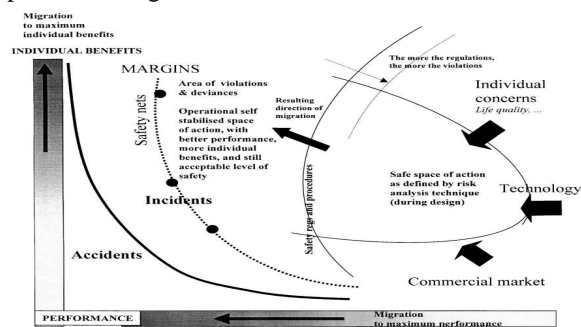 Migration
to maximum
individual benefits
INDIVIDUAL BENEFITS
MARGINS
Safety nets
Area of violations
& deviances
Operational self
stabilised space
of action, with
better performance,
more individual
benefits, and still
acceptable level of
safety
Incidents
Accidents
Resulting
direction of
migration
Safety regs and procedures
The more the regulations,
the more the violations
Individual
concerns
Life quality, ...
Safe space of action
as defined by risk
analysis technique
(during design)
Technology
Commercial market
PERFORMANCE
Migration
to maximum performance